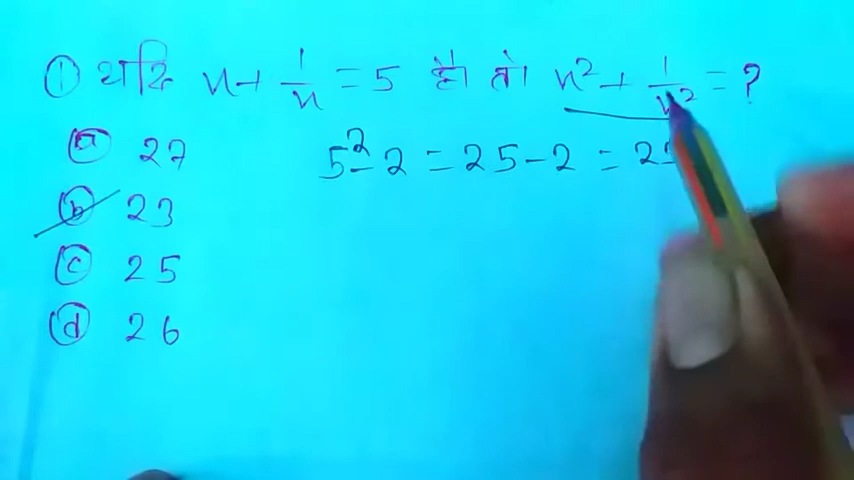 ① यदि x + 1/x = 5 हो तो x² + 1/x² = ?
ⓐ 27
5² - 2 = 25 - 2 = 23
ⓑ 23
ⓒ 25
ⓓ 26